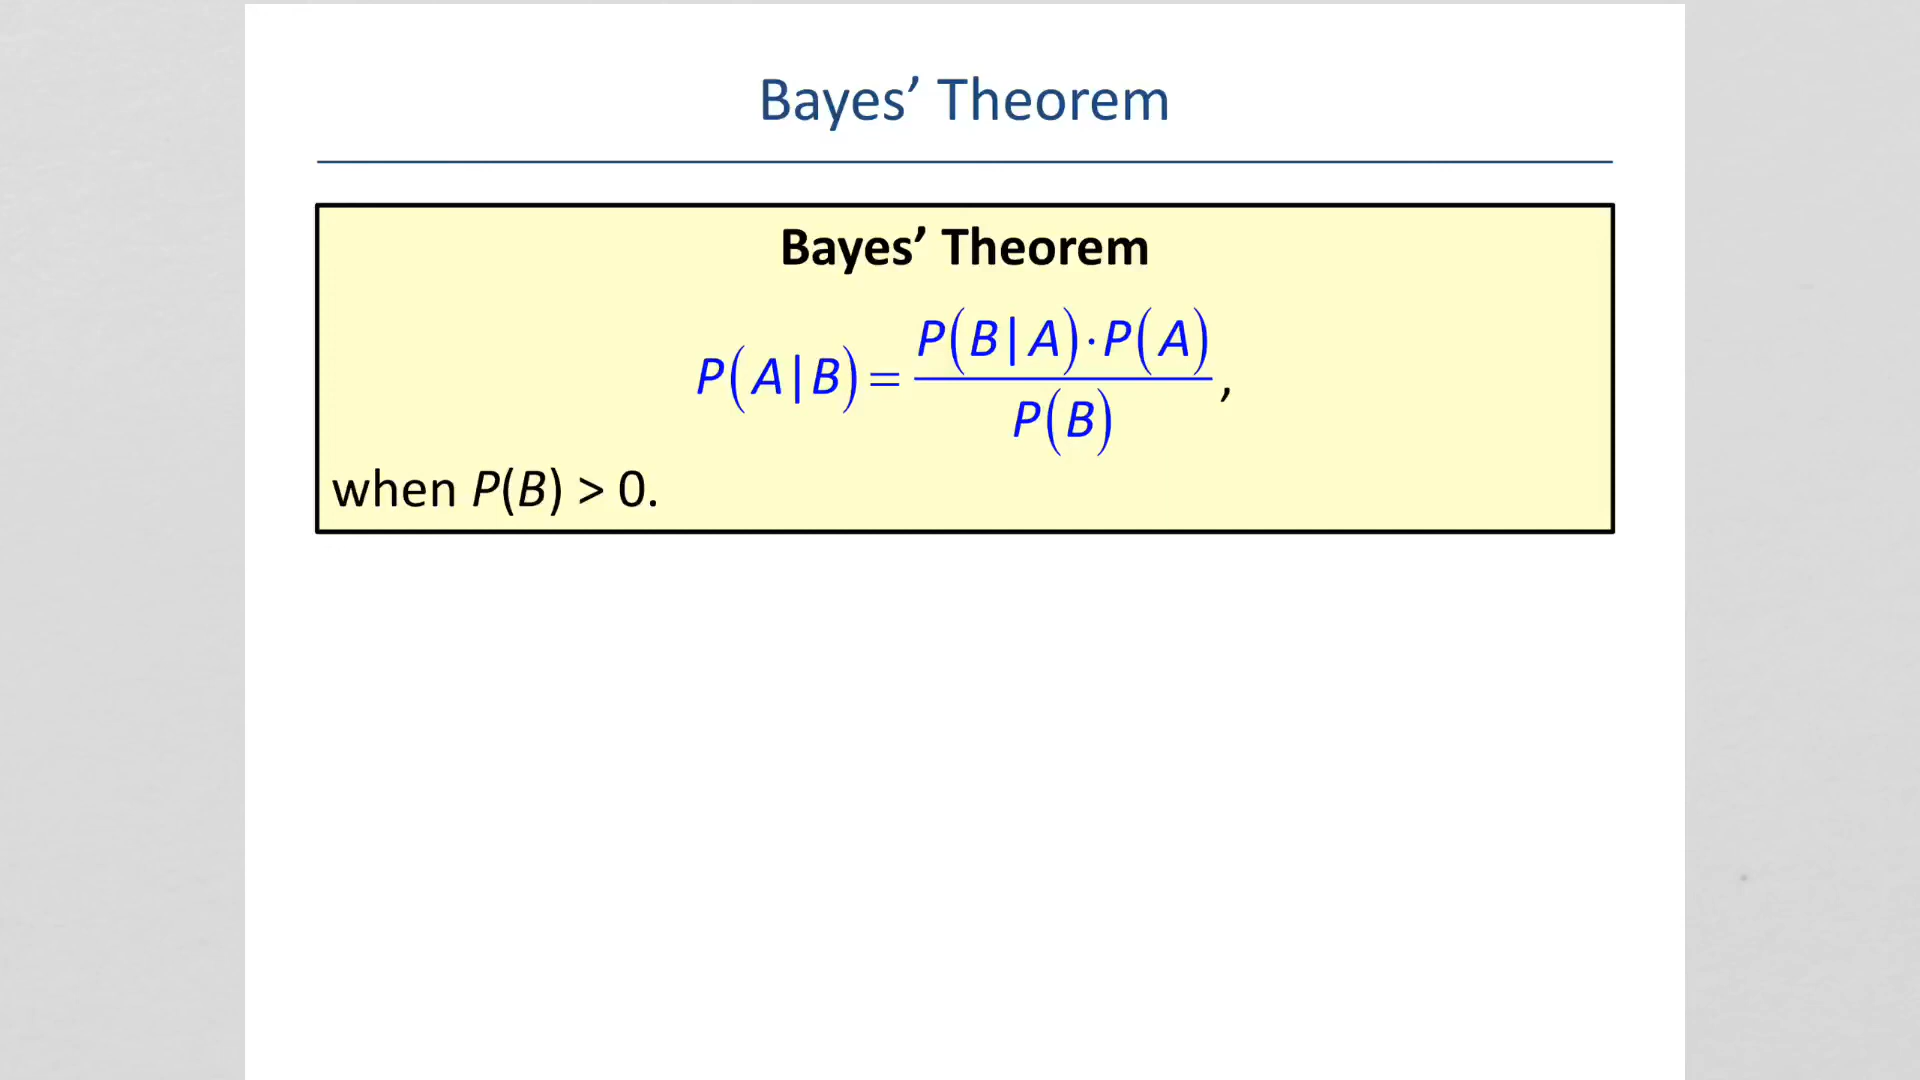 Bayes’ Theorem
Bayes’ Theorem
P(A|B) = P(B|A)·P(A) / P(B),
when P(B) > 0.